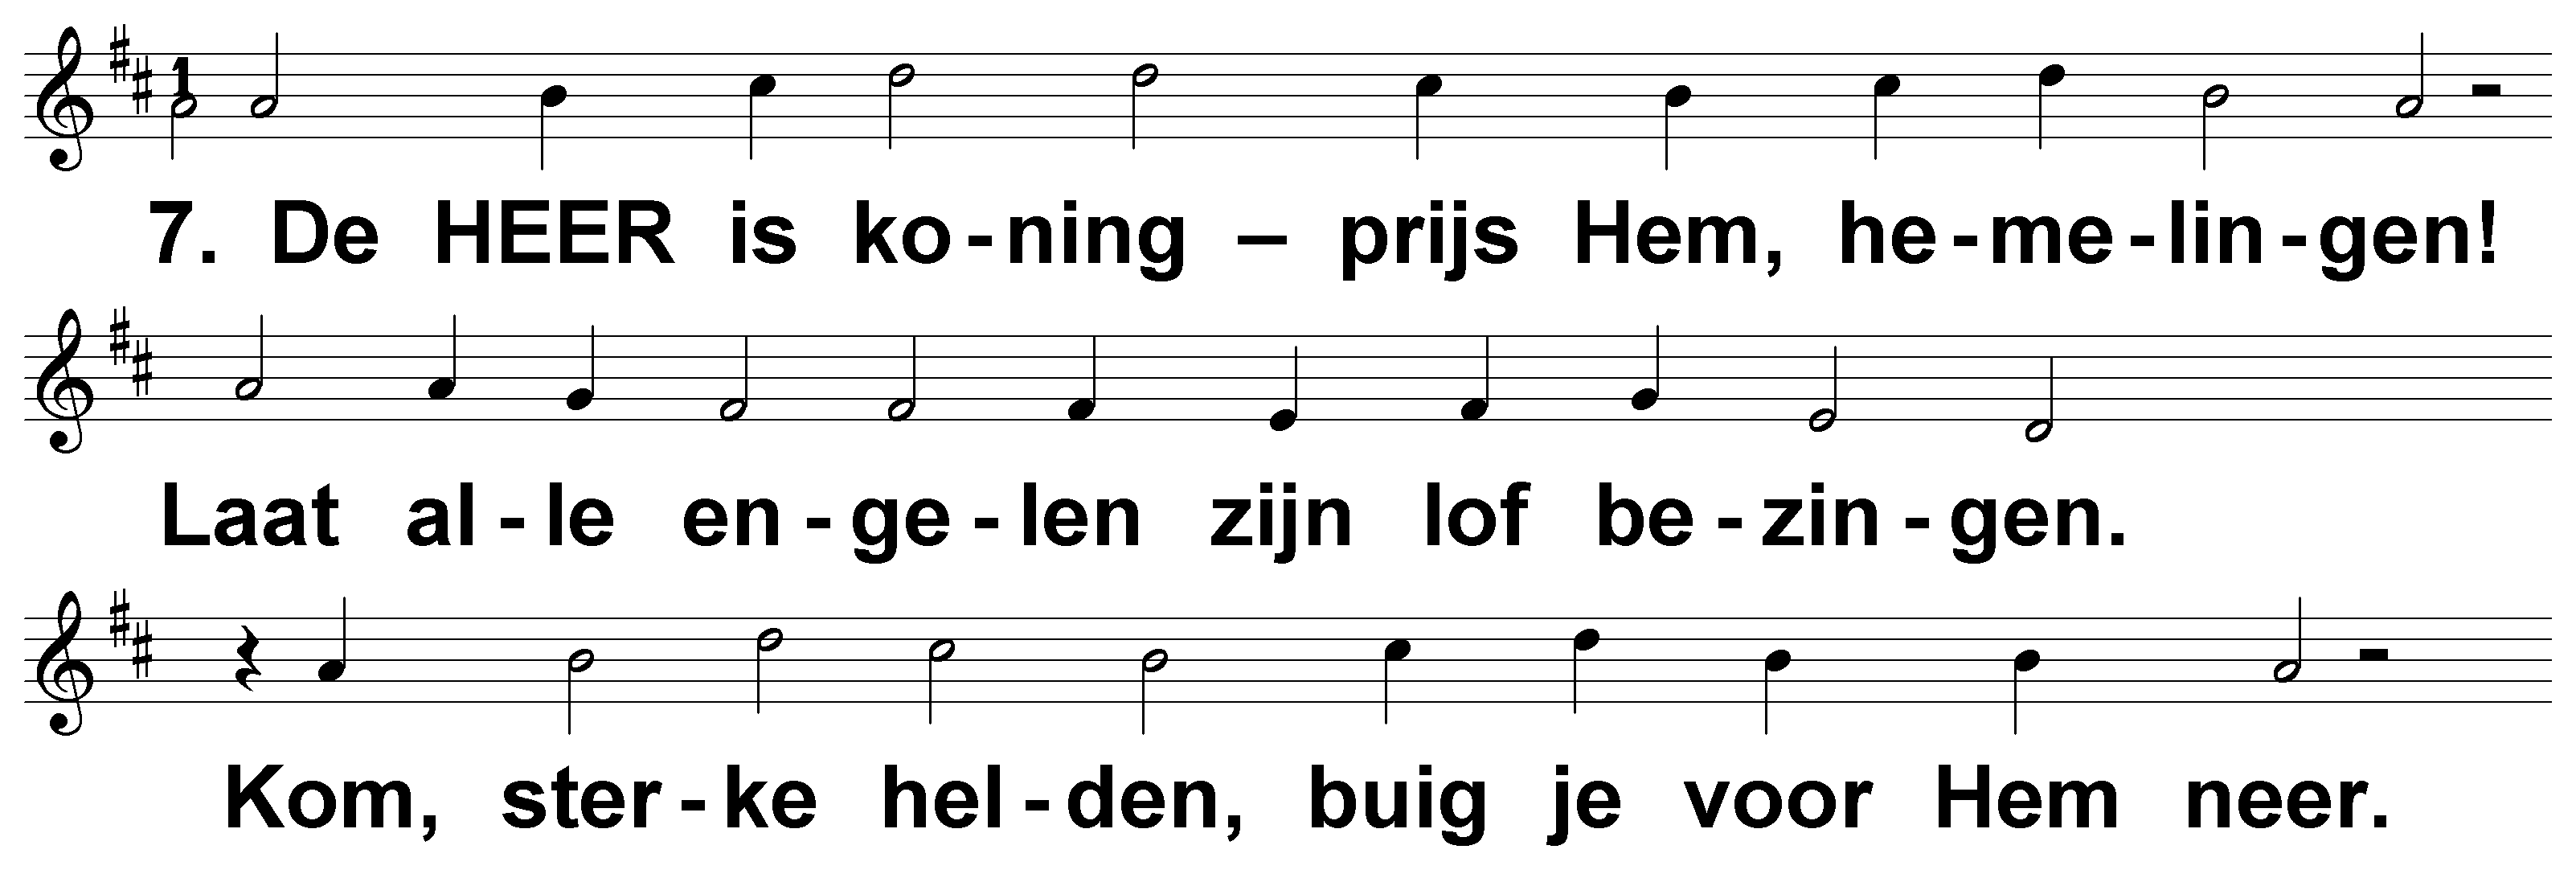 7. De HEER is ko-ning – prijs Hem, he-me-lin-gen!
Laat al-le en-ge-len zijn lof be-zin-gen.
Kom, ster-ke hel-den, buig je voor Hem neer.